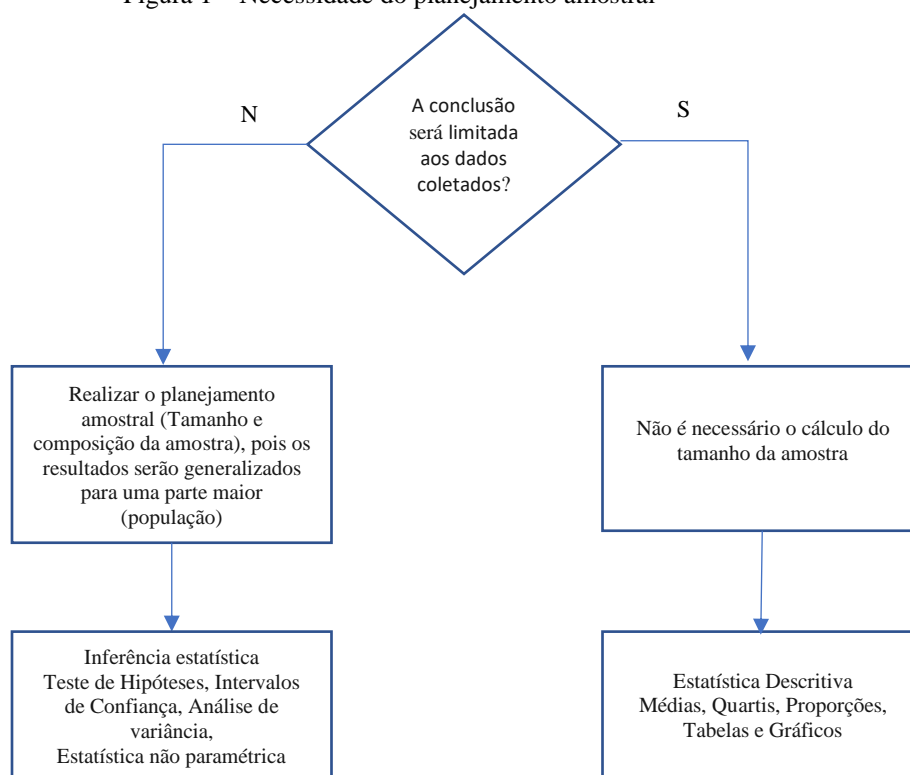 Figura 1 – Necessidade do planejamento amostral
N
A conclusão
será limitada
aos dados
coletados?
S
Realizar o planejamento
amostral (Tamanho e
composição da amostra), pois os
resultados serão generalizados
para uma parte maior
(população)
Não é necessário o cálculo do
tamanho da amostra
Inferência estatística
Teste de Hipóteses, Intervalos
de Confiança, Análise de
variância,
Estatística não paramétrica
Estatística Descritiva
Médias, Quartis, Proporções,
Tabelas e Gráficos